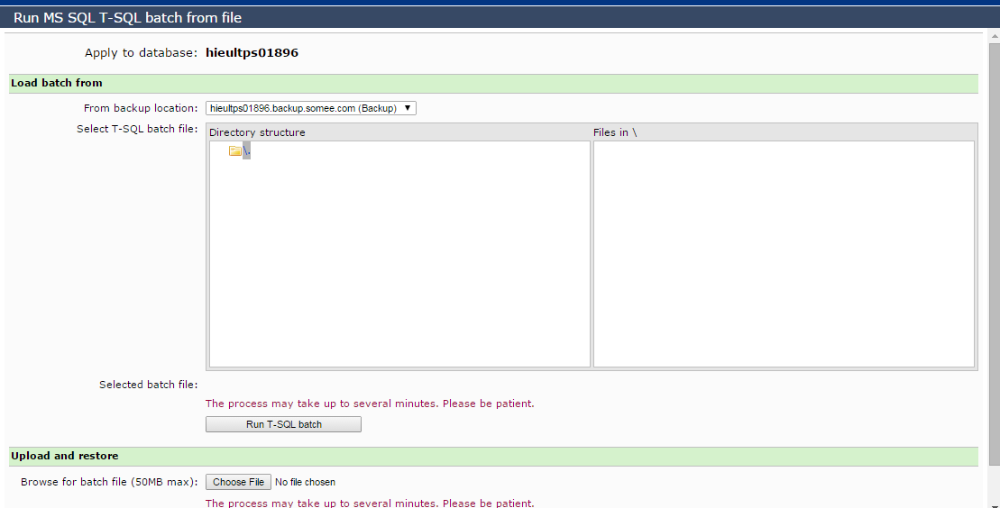 Run MS SQL T-SQL batch from file
Apply to database: hieultps01896
Load batch from
From backup location: hieultps01896.backup.somee.com (Backup)
Select T-SQL batch file:
Directory structure Files in \
\.
Selected batch file:
The process may take up to several minutes. Please be patient.
Run T-SQL batch
Upload and restore
Browse for batch file (50MB max): Choose File No file chosen
The process may take up to several minutes. Please be patient.